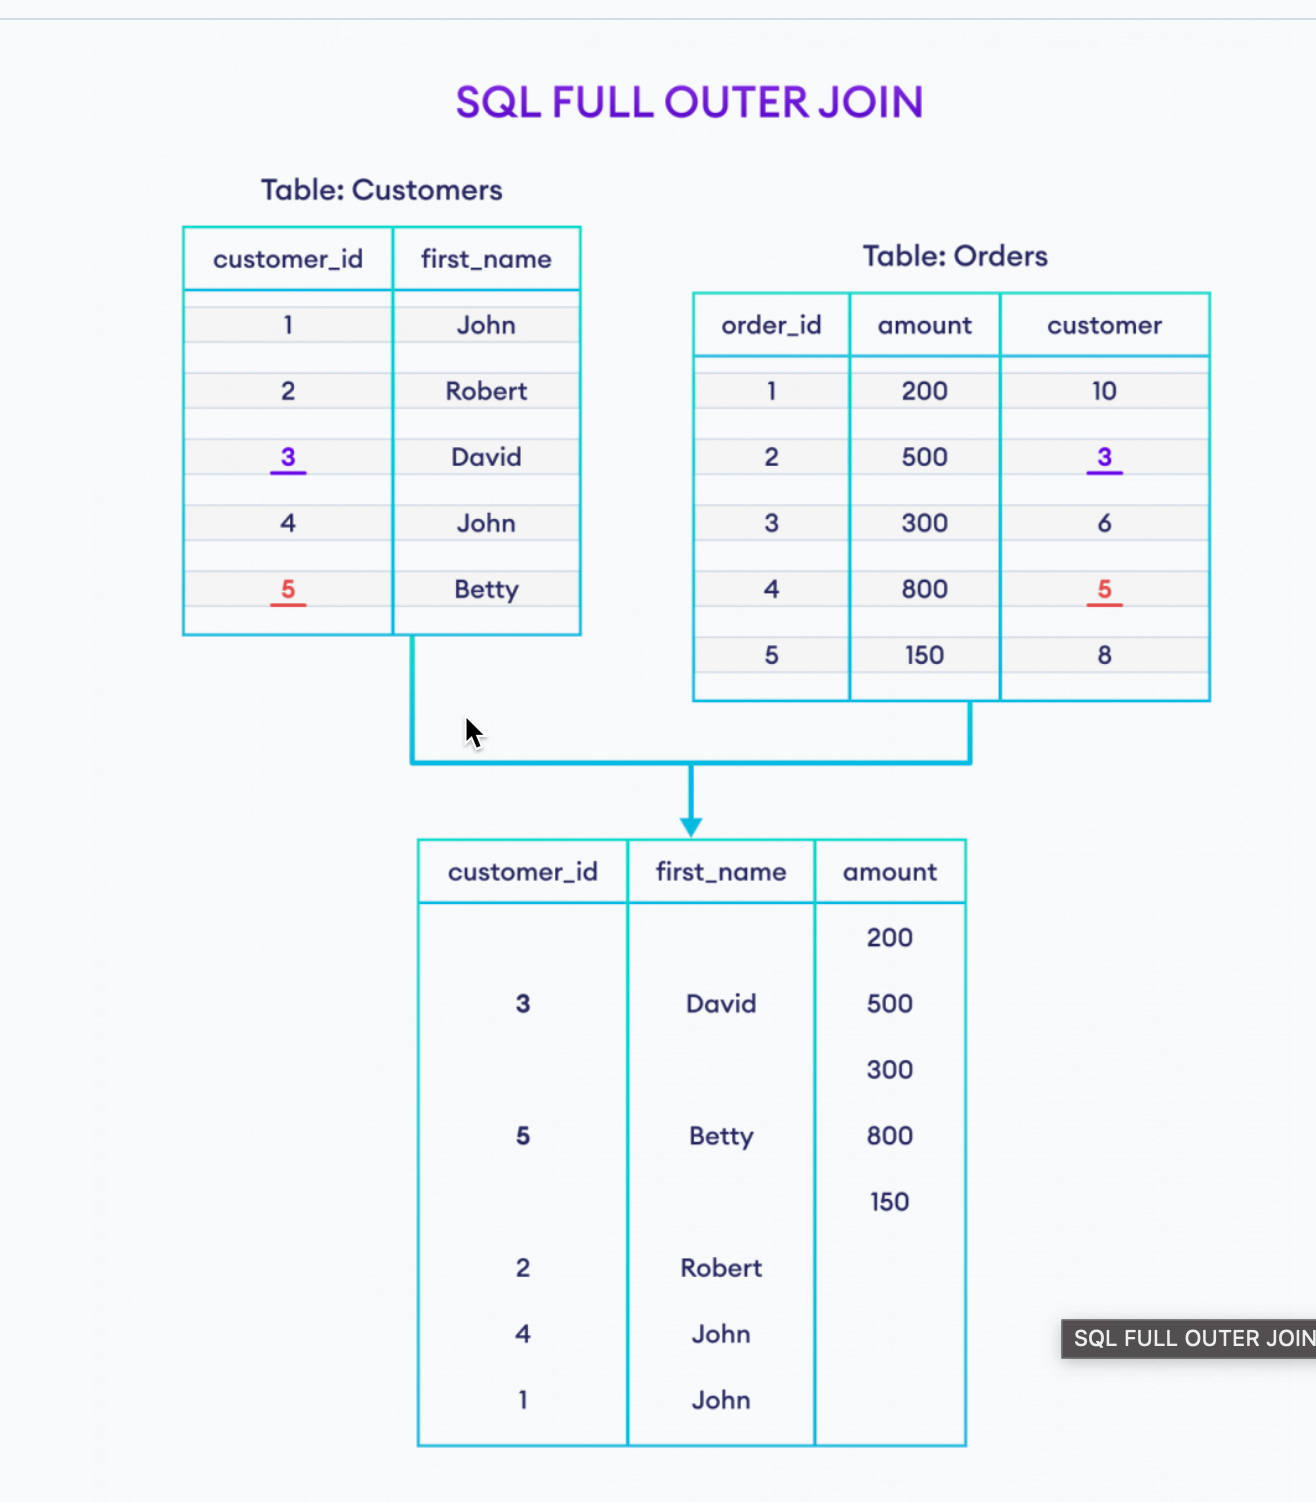 SQL FULL OUTER JOIN
Table: Customers
customer_id first_name
1 John
2 Robert
3 David
4 John
5 Betty
Table: Orders
order_id amount customer
1 200 10
2 500 3
3 300 6
4 800 5
5 150 8
customer_id first_name amount
200
3 David 500
300
5 Betty 800
150
2 Robert
4 John
1 John
SQL FULL OUTER JOIN